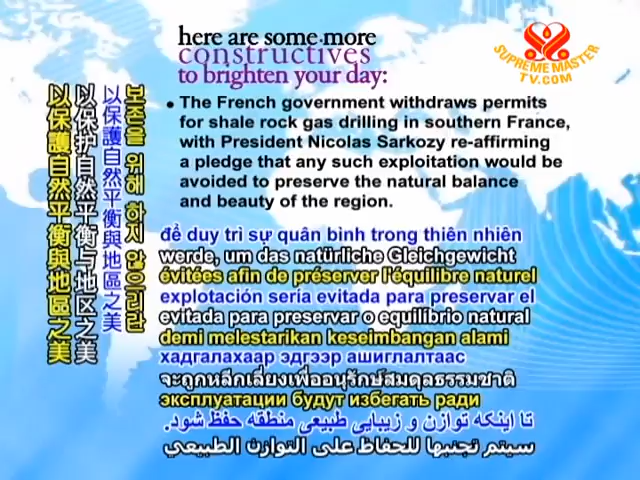 here are some more
constructives
to brighten your day:
SUPREME MASTER
TV.COM
• The French government withdraws permits
for shale rock gas drilling in southern France,
with President Nicolas Sarkozy re-affirming
a pledge that any such exploitation would be
avoided to preserve the natural balance
and beauty of the region.
以保護自然平衡與地區之美
以保护自然平衡与地区之美
以保護自然平衡與地區之美
보존을 위해 하지 않으리란
để duy trì sự quân bình trong thiên nhiên
werde, um das natürliche Gleichgewicht
évitées afin de préserver l'équilibre naturel
explotación sería evitada para preservar el
evitada para preservar o equilíbrio natural
demi melestarikan keseimbangan alami
хадгалахаар эдгээр ашиглалтаас
จะถูกหลีกเลี่ยงเพื่ออนุรักษ์สมดุลธรรมชาติ
эксплуатации будут избегать ради
تا اینکه توازن و زیبایی طبیعی منطقه حفظ شود.
سيتم تجنبها للحفاظ على التوازن الطبيعي